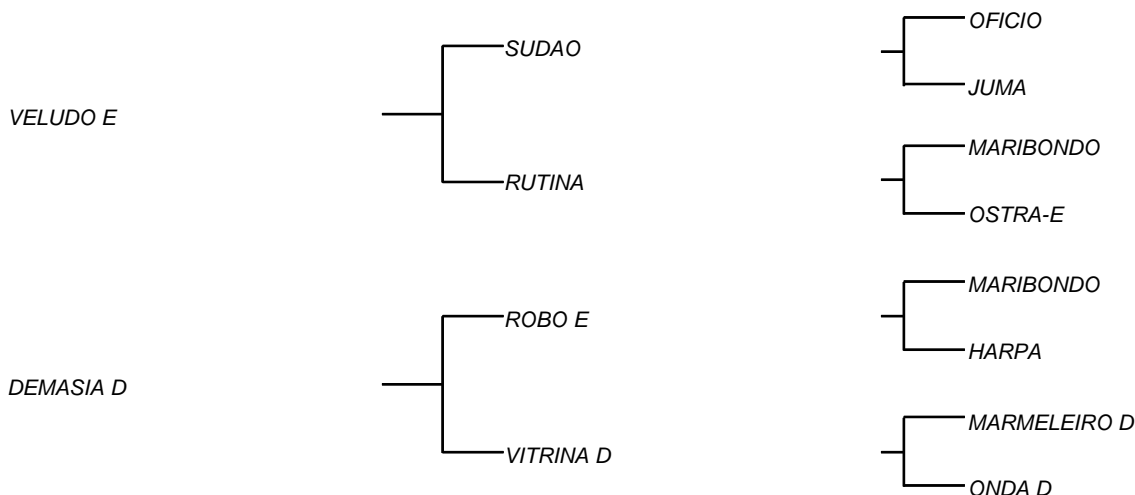 OFICIO
SUDAO
JUMA
VELUDO E
MARIBONDO
RUTINA
OSTRA-E
MARIBONDO
ROBO E
HARPA
DEMASIA D
MARMELEIRO D
VITRINA D
ONDA D